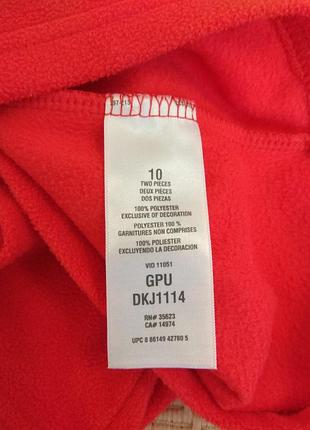 10
TWO PIECES
DEUX PIÈCES
DOS PIEZAS
100% POLYESTER
EXCLUSIVE OF DECORATION
POLYESTER 100 %
GARNITURES NON COMPRISES
100% POLIESTER
EXCLUYENDO LA DECORACION
VID 11051
GPU
DKJ1114
RN# 35623
CA# 14974
UPC 8 86149 42780 5